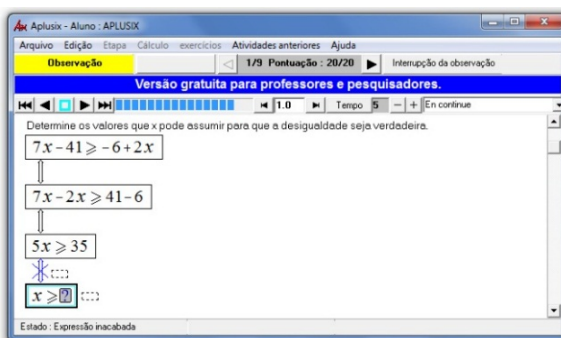 Aplusix - Aluno : APLUSIX
Arquivo Edição Etapa Cálculo exercícios Atividades anteriores Ajuda
Observação 1/9 Pontuação : 20/20 Interrupção da observação
Versão gratuita para professores e pesquisadores.
1.0 Tempo 5 - + En continue
Determine os valores que x pode assumir para que a desigualdade seja verdadeira.
7x-41⩾-6+2x
7x-2x⩾41-6
5x⩾35
x⩾?
Estado : Expressão inacabada